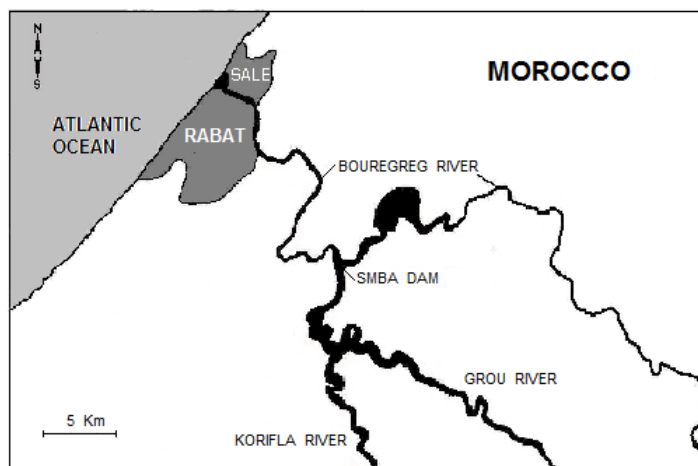 N
S
SALE
MOROCCO
ATLANTIC
OCEAN
RABAT
BOUREGREG RIVER
SMBA DAM
GROU RIVER
5 Km
KORIFLA RIVER